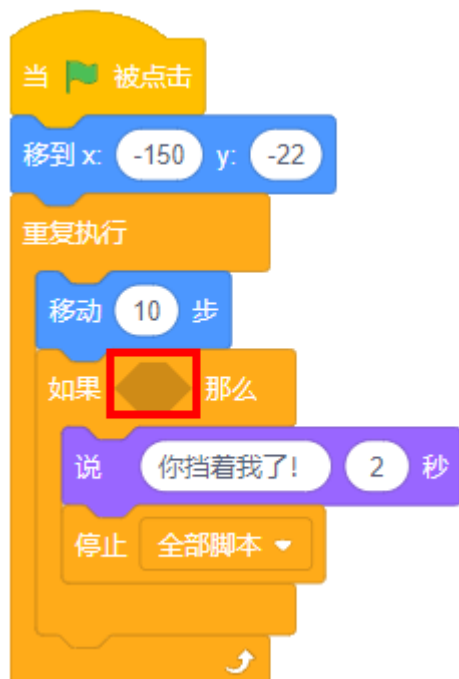 当 被点击
移到 x: -150 y: -22
重复执行
移动 10 步
如果 那么
说 你挡着我了! 2 秒
停止 全部脚本